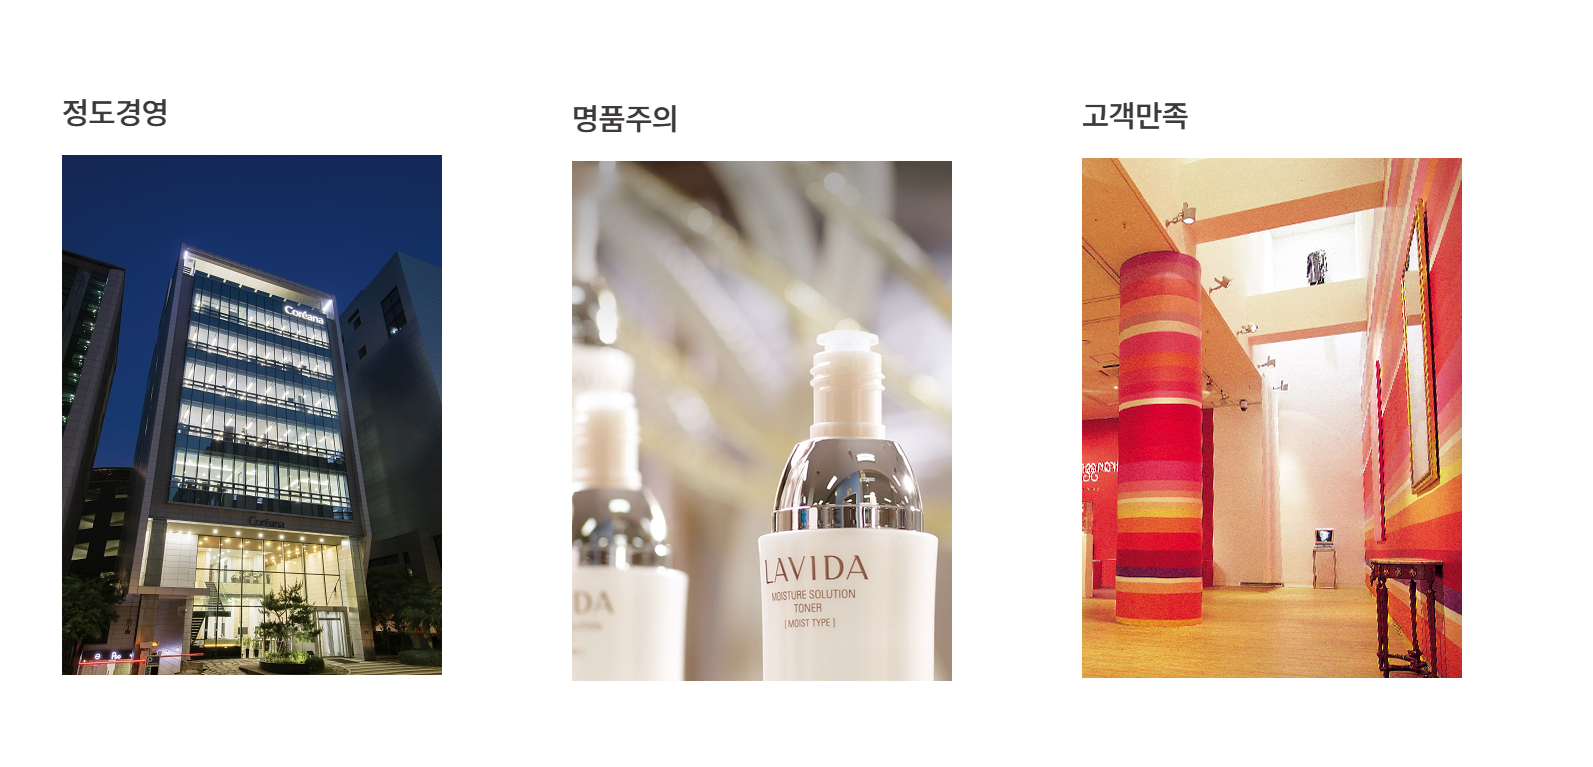 정도경영
명품주의
고객만족
Coréana
Coréana
LAVIDA
MOISTURE SOLUTION
TONER
[ MOIST TYPE ]